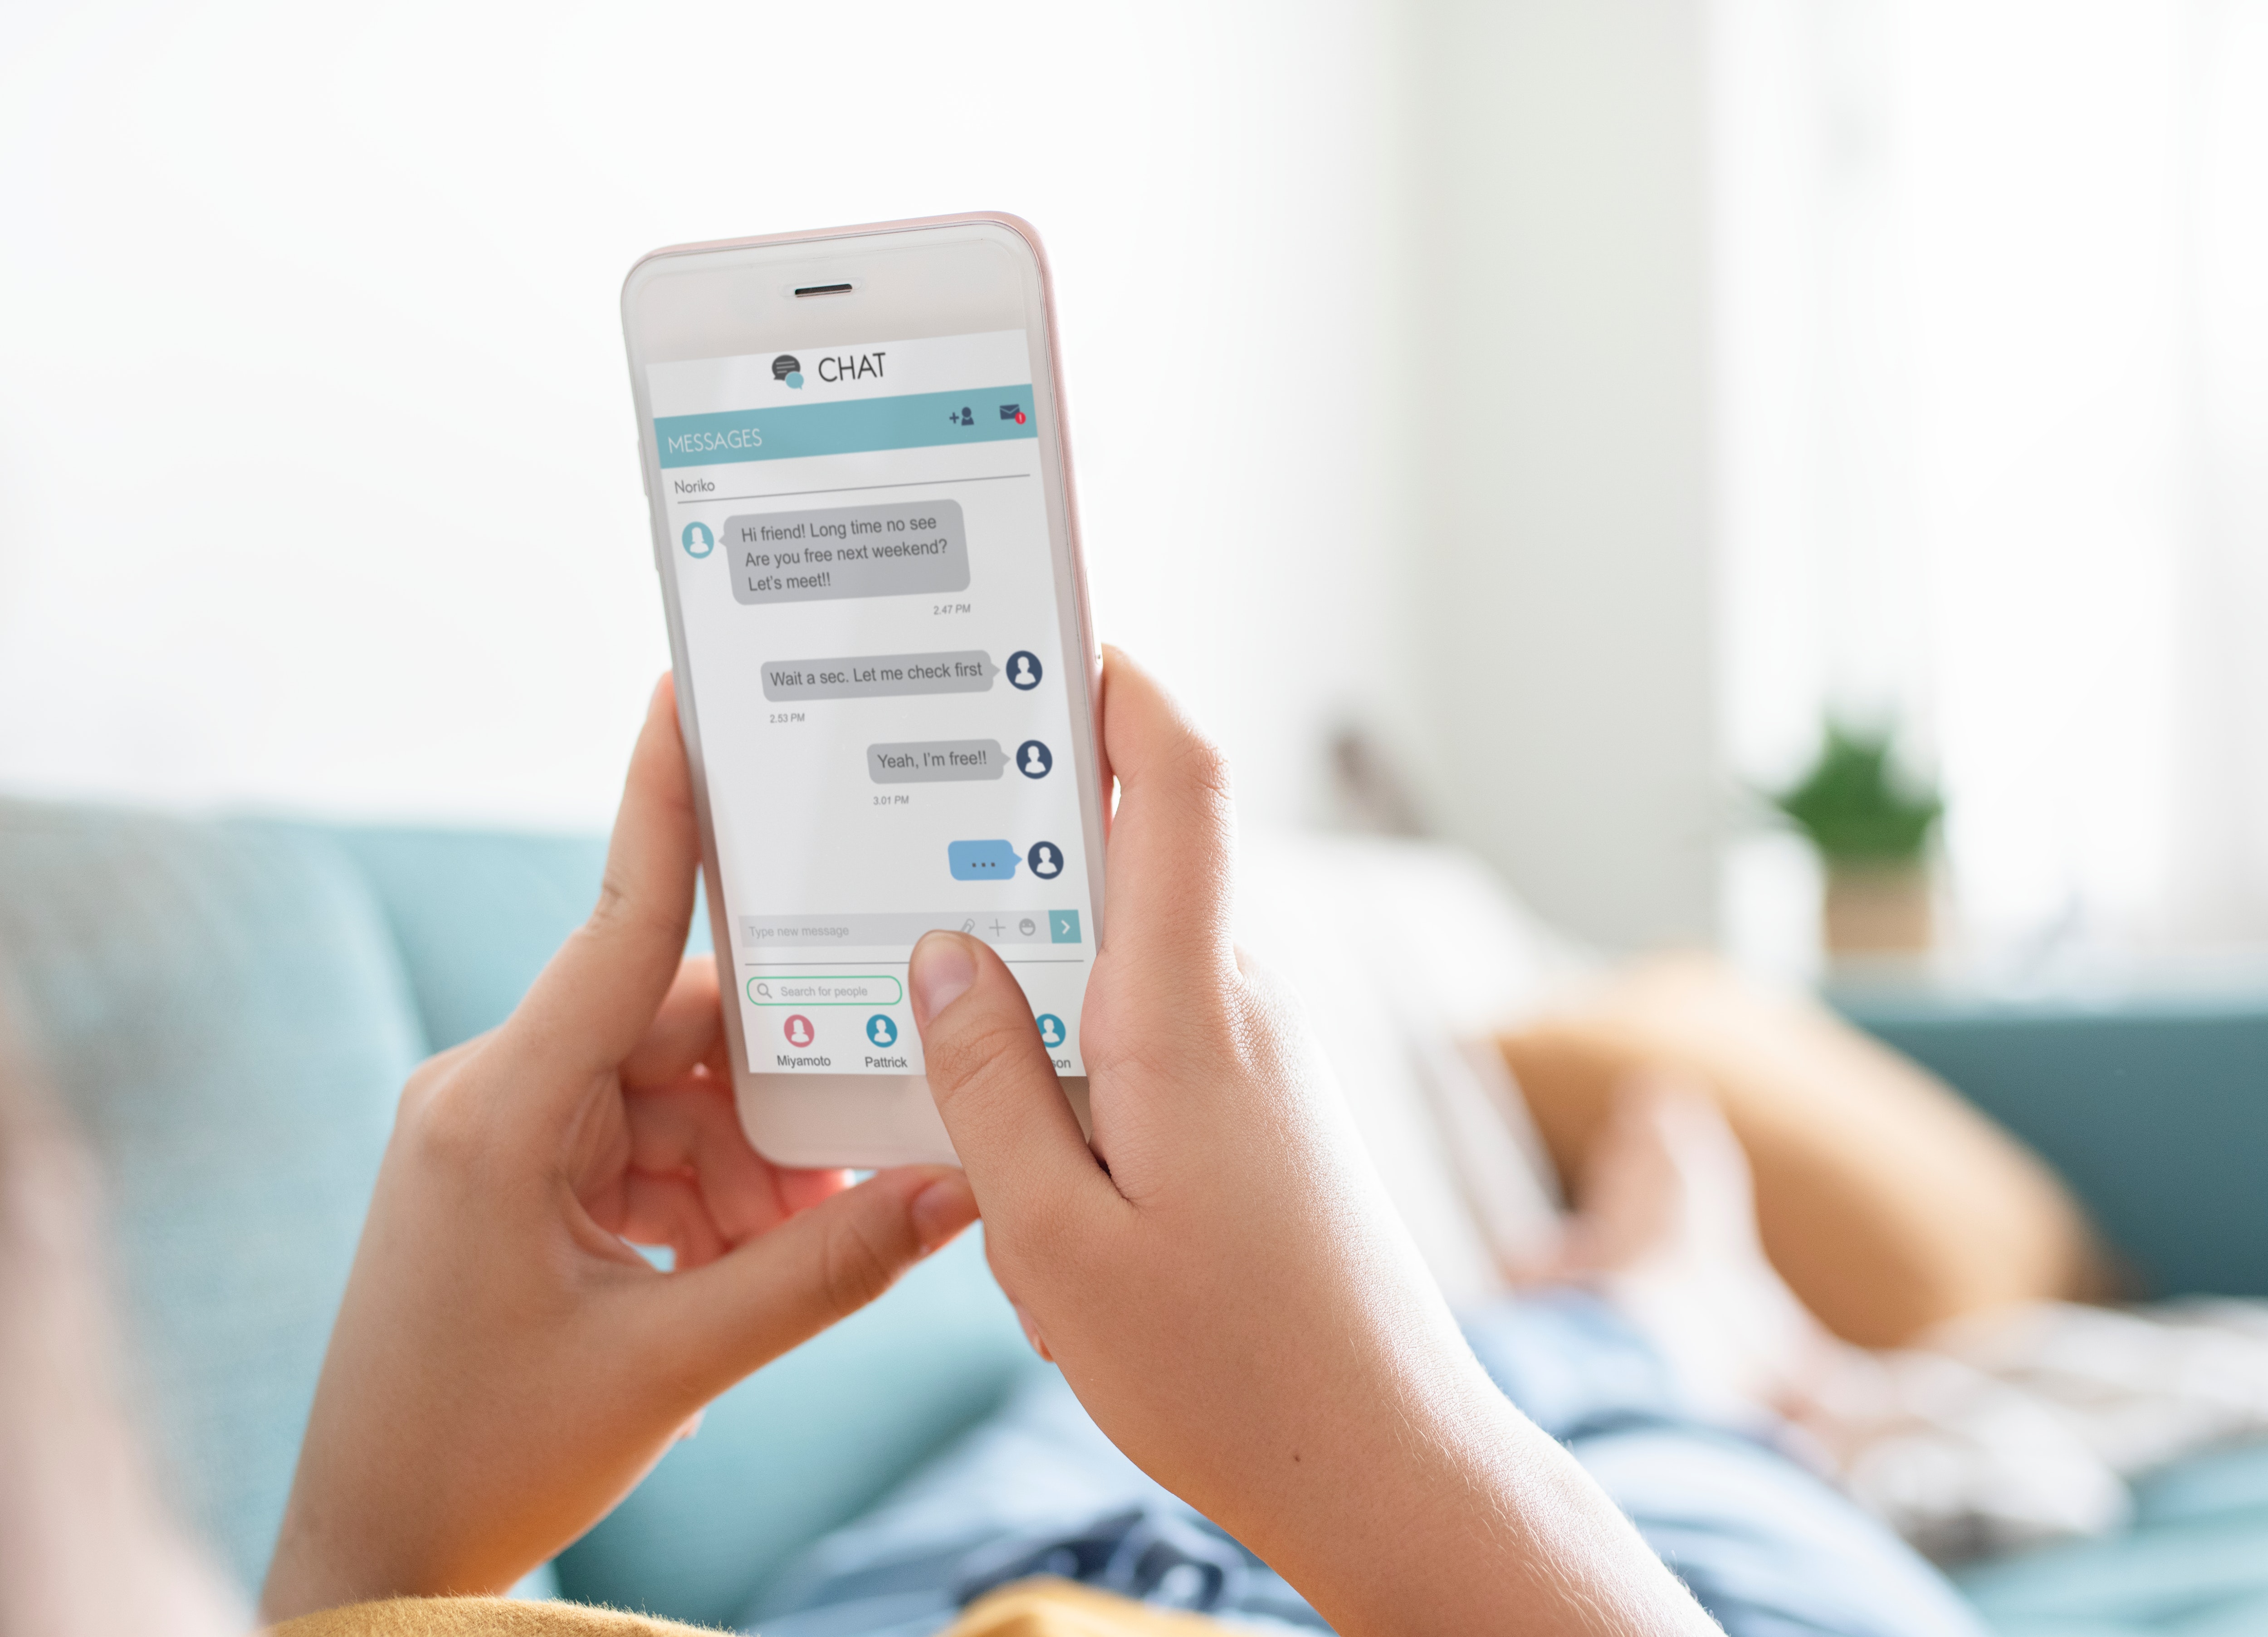 CHAT
MESSAGES
Noriko
Hi friend! Long time no see
Are you free next weekend?
Let's meet!!
2.47 PM
Wait a sec. Let me check first
2.53 PM
Yeah, I'm free!!
3.01 PM
...
Type new message
Search for people
Miyamoto
Pattrick
son